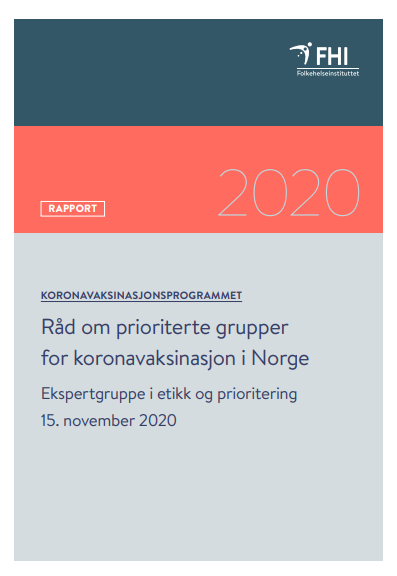 FHI
Folkehelseinstituttet
2020
RAPPORT
KORONAVAKSINASJONSPROGRAMMET
Råd om prioriterte grupper
for koronavaksinasjon i Norge
Ekspertgruppe i etikk og prioritering
15. november 2020